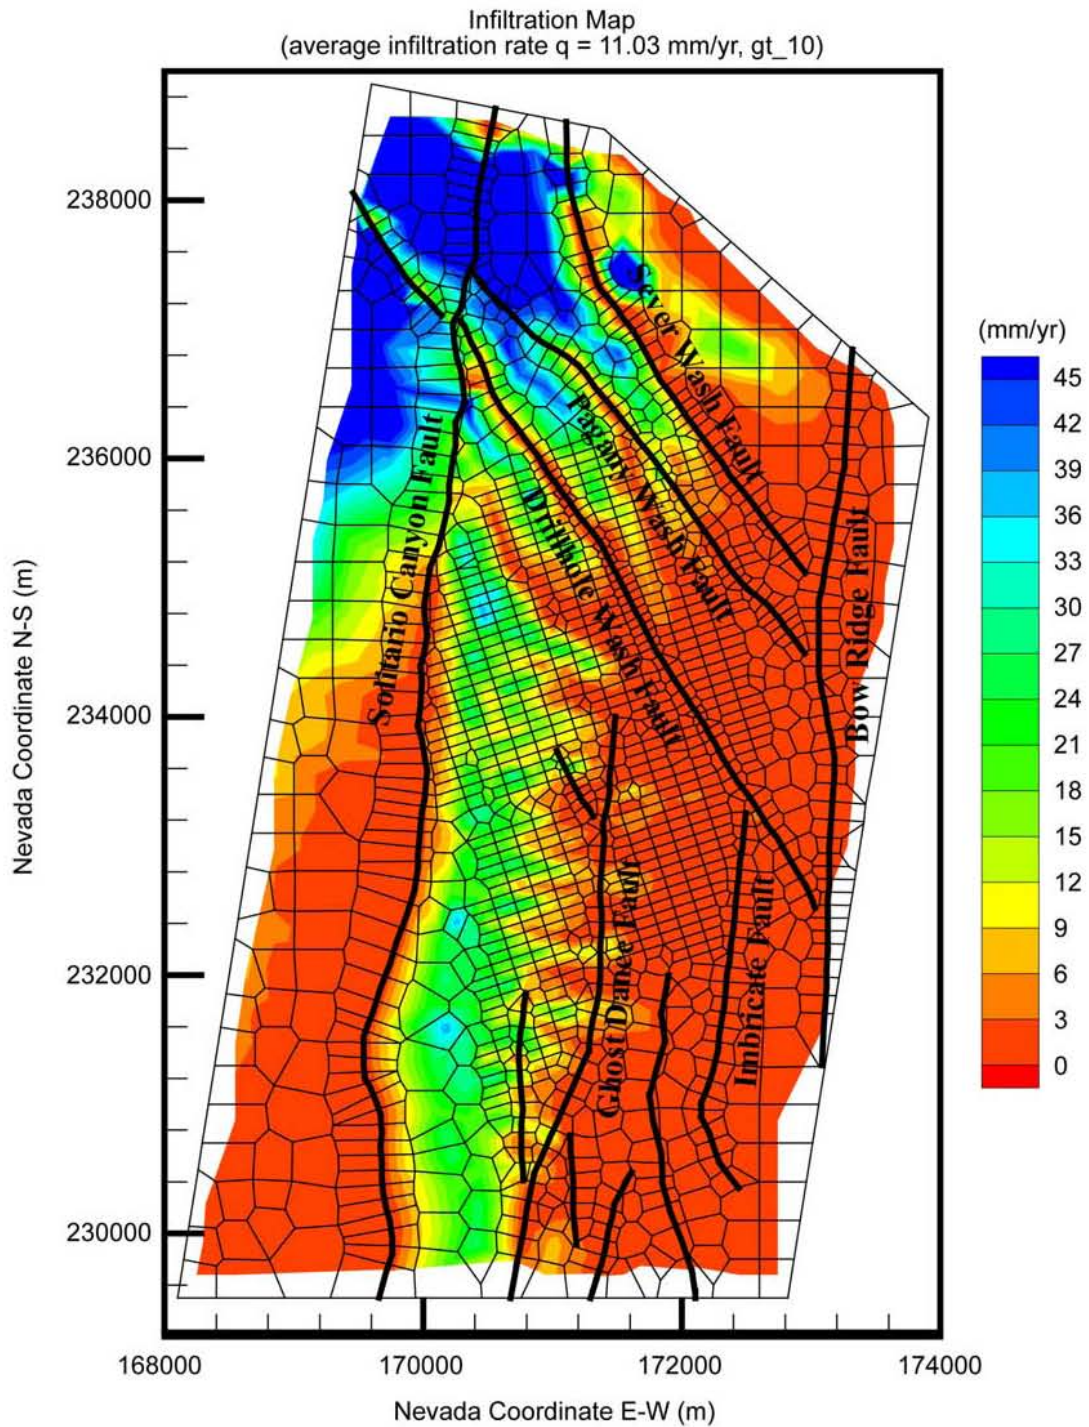 Infiltration Map
(average infiltration rate q = 11.03 mm/yr, gt_10)
238000
236000
234000
232000
230000
Nevada Coordinate N-S (m)
168000
170000
172000
174000
Nevada Coordinate E-W (m)
Sever Wash Fault
Pagany Wash Fault
Drillhole Wash Fault
Solitario Canyon Fault
Bow Ridge Fault
Ghost Dance Fault
Imbricate Fault
(mm/yr)
45
42
39
36
33
30
27
24
21
18
15
12
9
6
3
0